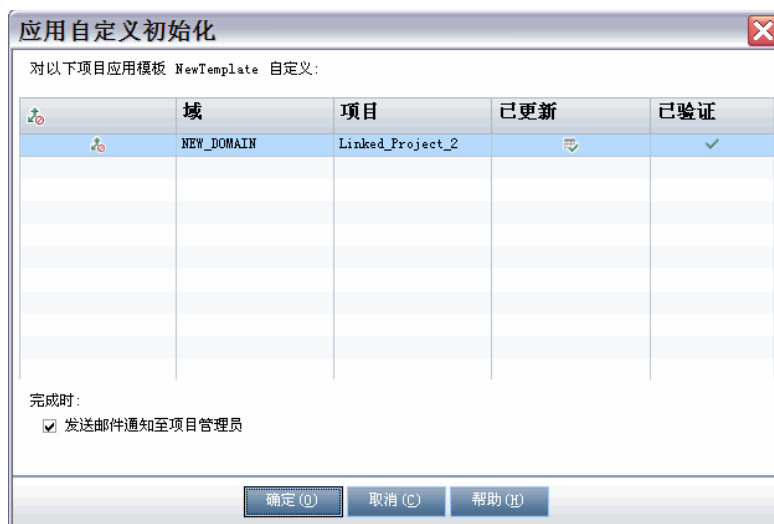 应用自定义初始化
对以下项目应用模板 NewTemplate 自定义:
域 项目 已更新 已验证
NEW_DOMAIN Linked_Project_2
完成时:
发送邮件通知至项目管理员
确定(O) 取消(C) 帮助(H)